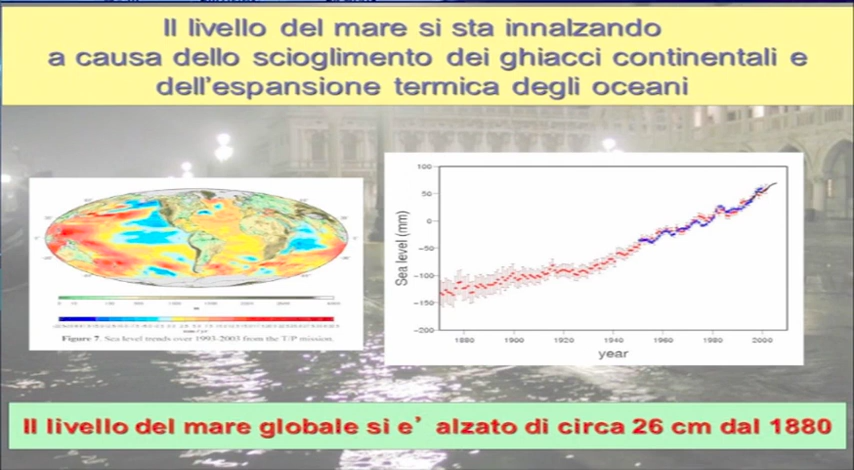 Il livello del mare si sta innalzando
a causa dello scioglimento dei ghiacci continentali e
dell'espansione termica degli oceani
100
50
0
−50
−100
−150
−200
Sea level (mm)
1880 1900 1920 1940 1960 1980 2000
year
Figure 7. Sea level trends over 1993-2003 from the T/P mission.
Il livello del mare globale si e' alzato di circa 26 cm dal 1880